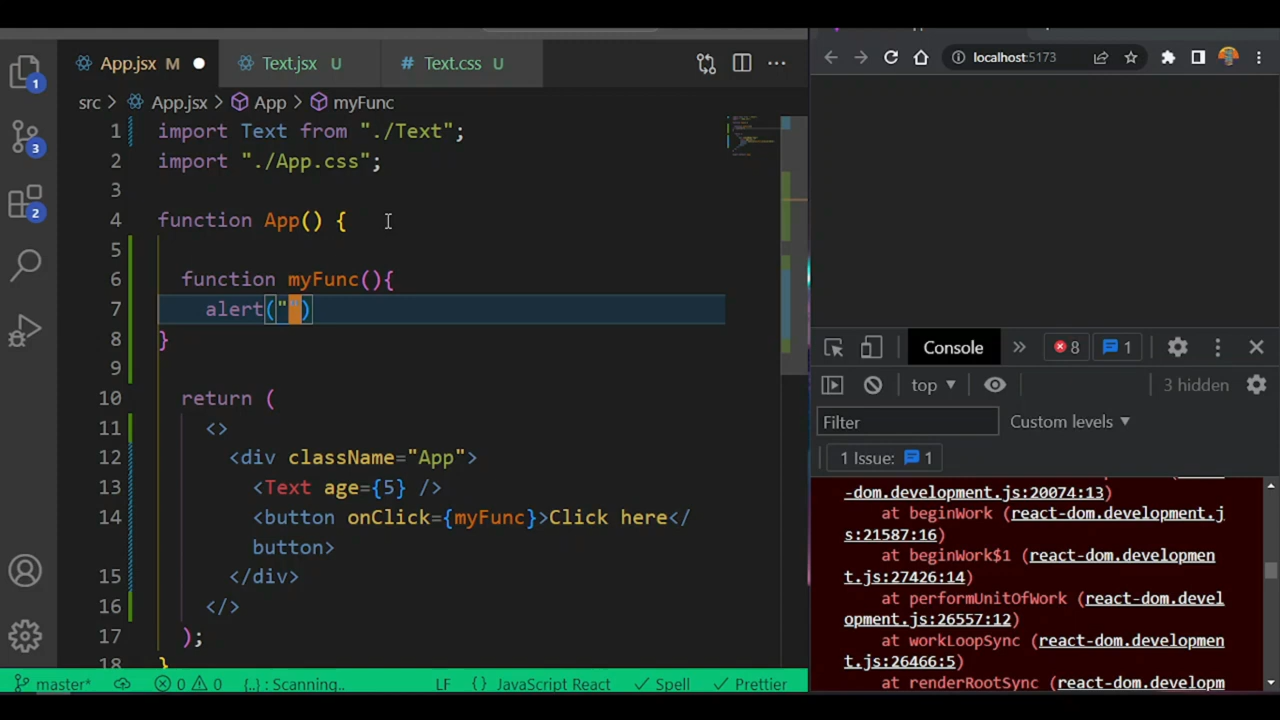 App.jsx M
Text.jsx U
# Text.css U
localhost:5173
src > App.jsx > App > myFunc
1 import Text from "./Text";
2 import "./App.css";
3
4 function App() {
5
6 function myFunc(){
7 alert("")
8 }
9
10 return (
11 <>
12 <div className="App">
13 <Text age={5} />
14 <button onClick={myFunc}>Click here</
button>
15 </div>
16 </>
17 );
18 }
1
3
2
master* 0 0 {..} : Scanning.. LF {} JavaScript React Spell Prettier
Console » 8 1
top ▼ 3 hidden
Filter Custom levels ▼
1 Issue: 1
-dom.development.js:20074:13)
at beginWork (react-dom.development.j
s:21587:16)
at beginWork$1 (react-dom.developmen
t.js:27426:14)
at performUnitOfWork (react-dom.devel
opment.js:26557:12)
at workLoopSync (react-dom.developmen
t.js:26466:5)
at renderRootSync (react-dom.developm